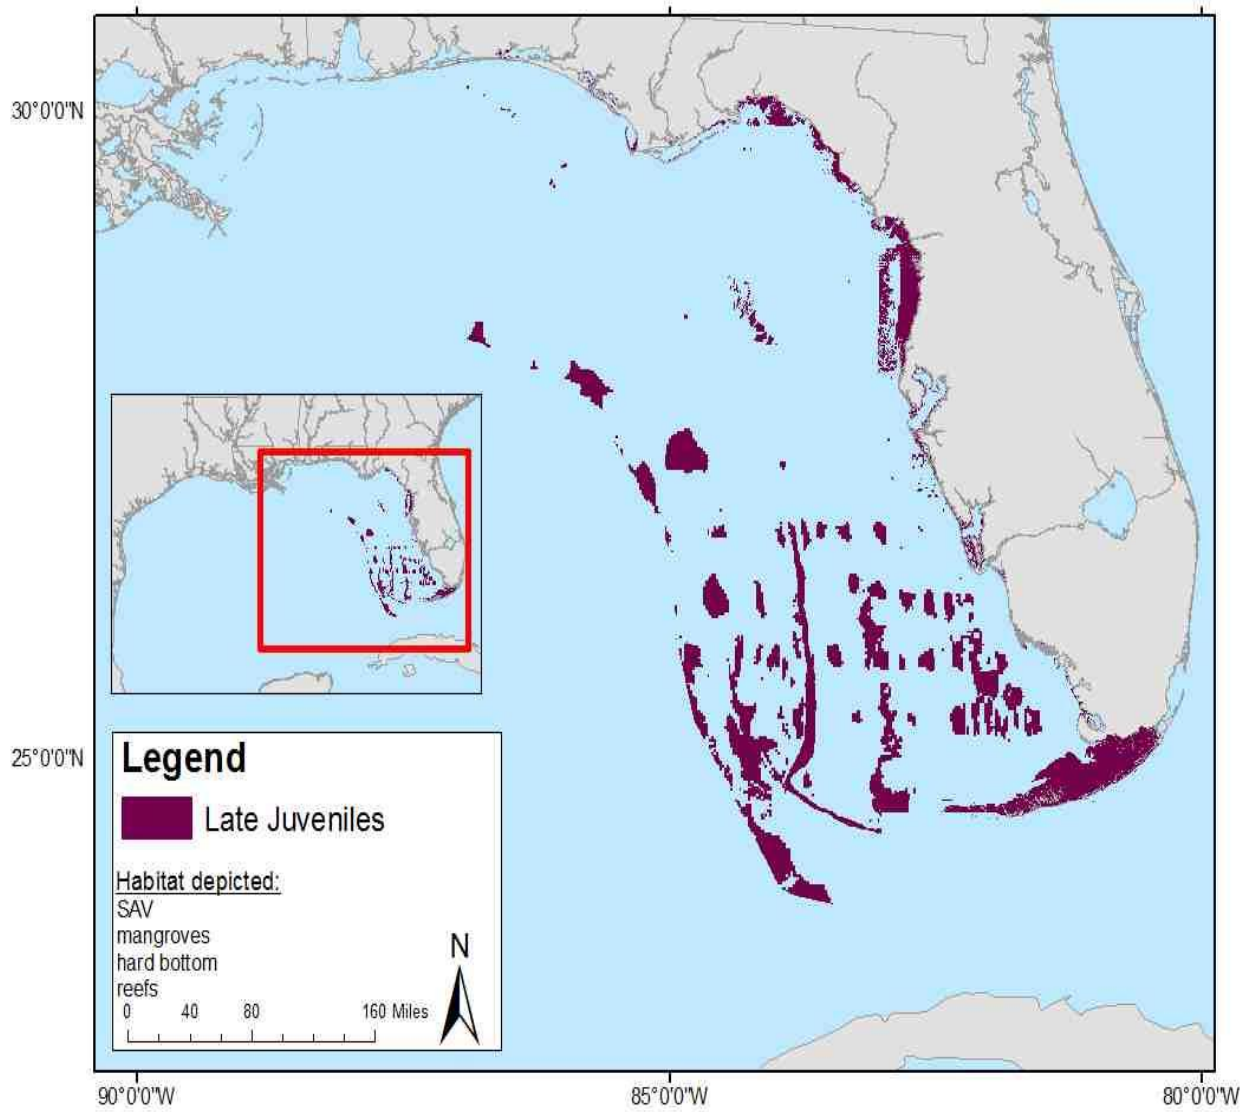 30°0'0"N
25°0'0"N
Legend
Late Juveniles
Habitat depicted:
SAV
mangroves
hard bottom
reefs
N
0 40 80 160 Miles
90°0'0"W 85°0'0"W 80°0'0"W